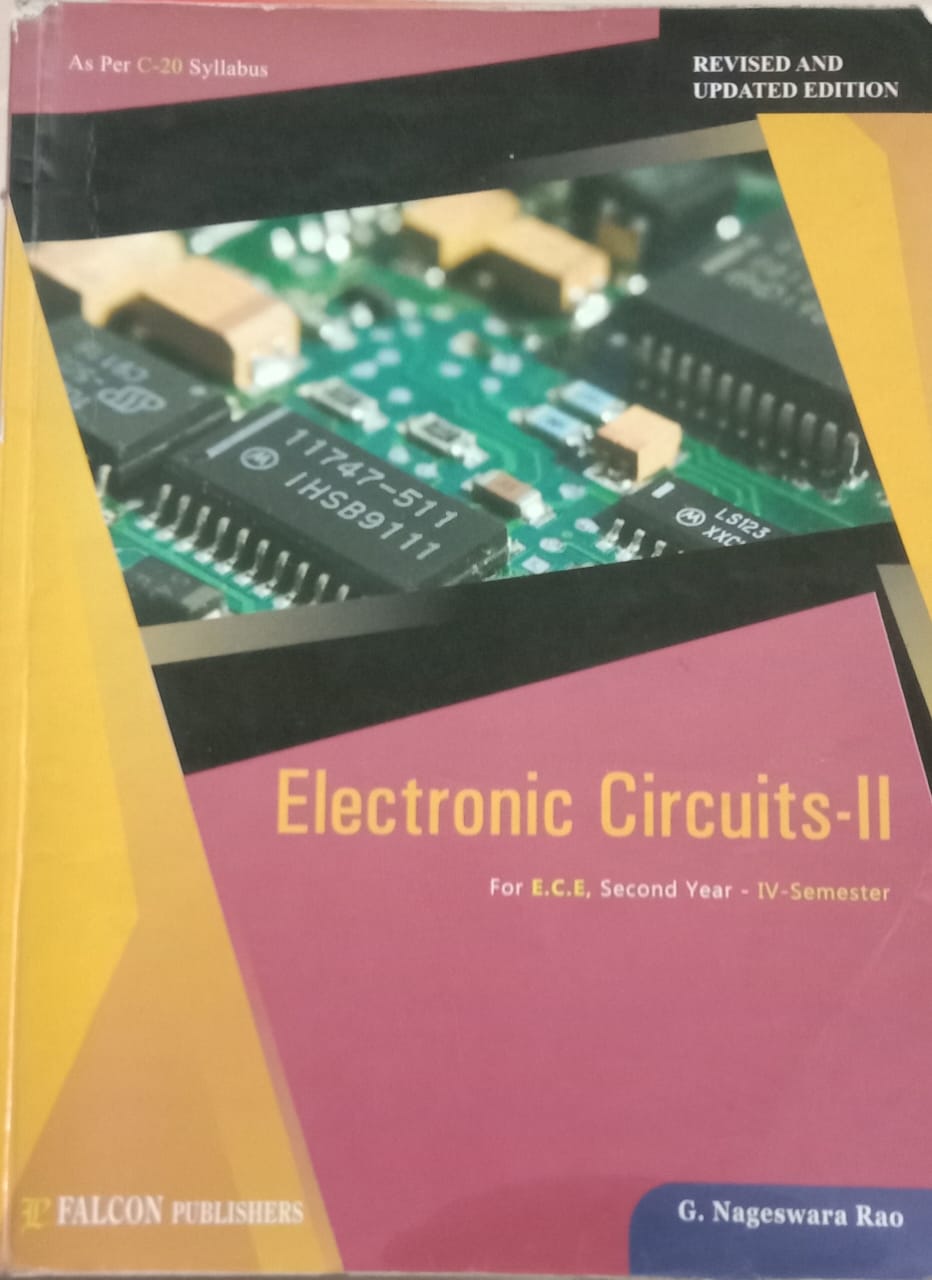 As Per C-20 Syllabus
REVISED AND
UPDATED EDITION
11747-511
IHSB9111
LS123
Electronic Circuits-II
For E.C.E, Second Year - IV-Semester
FALCON PUBLISHERS
G. Nageswara Rao